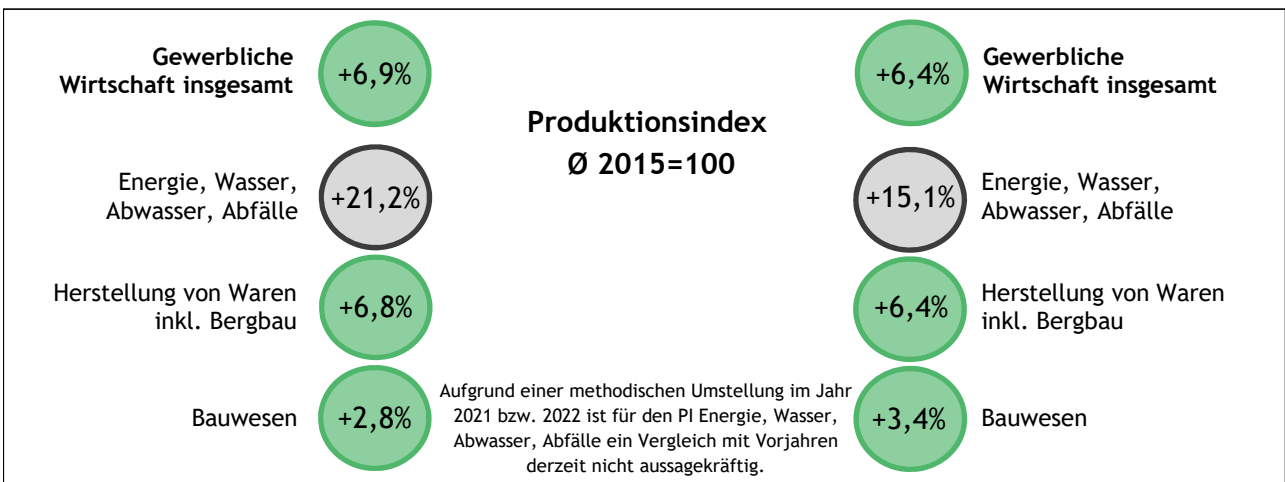 Gewerbliche
Wirtschaft insgesamt
+6,9%
Energie, Wasser,
Abwasser, Abfälle
+21,2%
Herstellung von Waren
inkl. Bergbau
+6,8%
Bauwesen
+2,8%
Produktionsindex
Ø 2015=100
Aufgrund einer methodischen Umstellung im Jahr
2021 bzw. 2022 ist für den PI Energie, Wasser,
Abwasser, Abfälle ein Vergleich mit Vorjahren
derzeit nicht aussagekräftig.
+6,4%
Gewerbliche
Wirtschaft insgesamt
+15,1%
Energie, Wasser,
Abwasser, Abfälle
+6,4%
Herstellung von Waren
inkl. Bergbau
+3,4%
Bauwesen